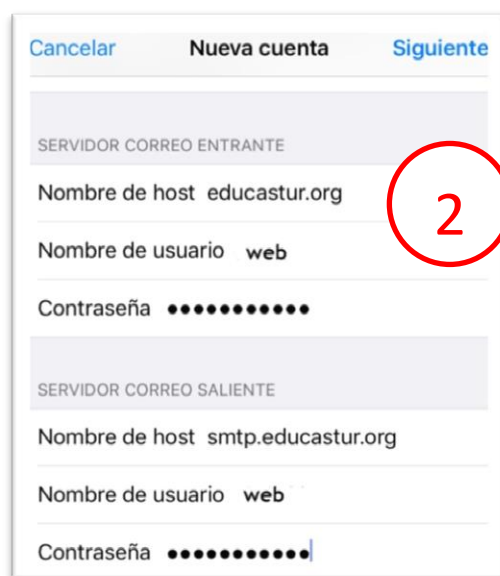 Cancelar Nueva cuenta Siguiente
SERVIDOR CORREO ENTRANTE
Nombre de host educastur.org
2
Nombre de usuario web
Contraseña ●●●●●●●●●●●
SERVIDOR CORREO SALIENTE
Nombre de host smtp.educastur.org
Nombre de usuario web
Contraseña ●●●●●●●●●●●